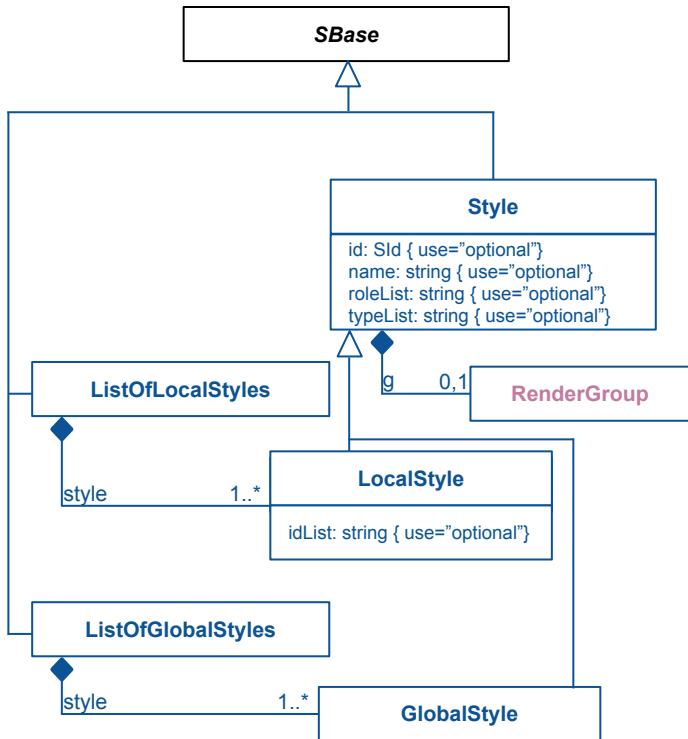 SBase
Style
id: SId { use=”optional”}
name: string { use=”optional”}
roleList: string { use=”optional”}
typeList: string { use=”optional”}
ListOfLocalStyles
g 0,1
RenderGroup
LocalStyle
style 1..*
idList: string { use=”optional”}
ListOfGlobalStyles
style 1..*
GlobalStyle